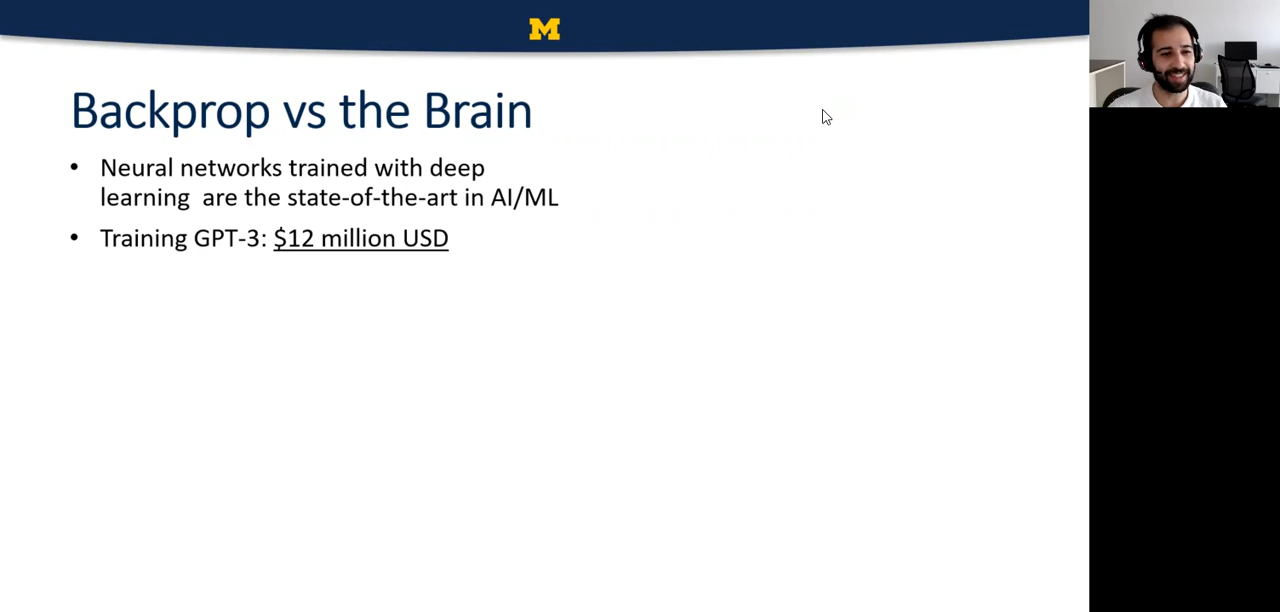 M
Backprop vs the Brain
• Neural networks trained with deep
learning are the state-of-the-art in AI/ML
• Training GPT-3: $12 million USD